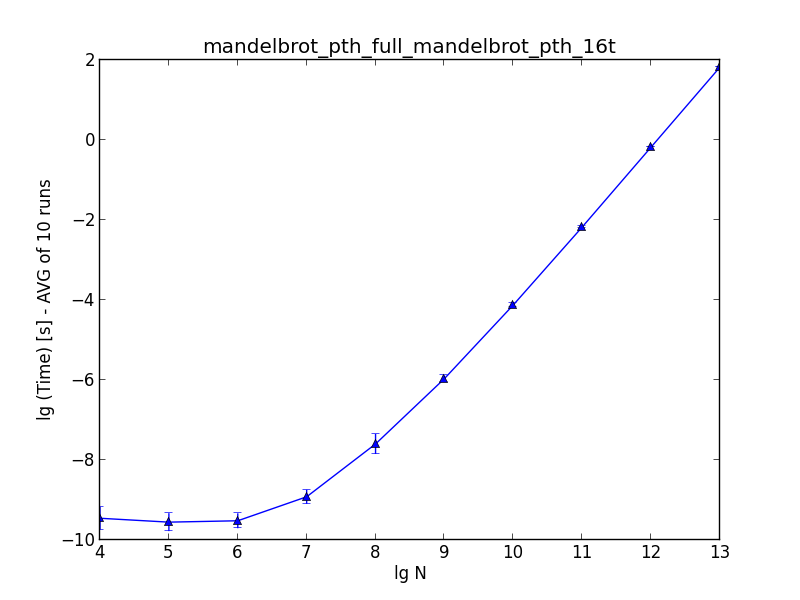 mandelbrot_pth_full_mandelbrot_pth_16t
2
0
−2
−4
−6
−8
−10
lg (Time) [s] - AVG of 10 runs
4 5 6 7 8 9 10 11 12 13
lg N